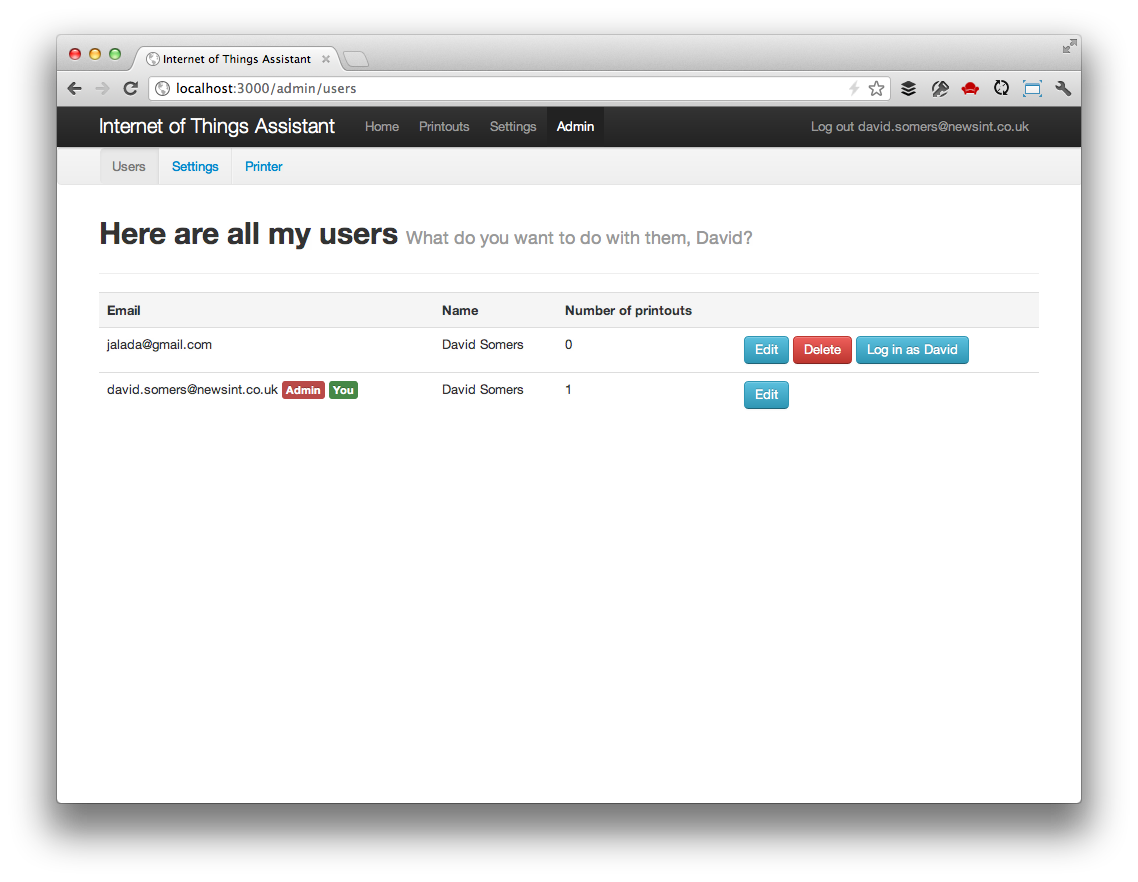 Internet of Things Assistant
localhost:3000/admin/users
Internet of Things Assistant Home Printouts Settings Admin Log out david.somers@newsint.co.uk
Users Settings Printer
Here are all my users What do you want to do with them, David?
Email Name Number of printouts
jalada@gmail.com David Somers 0 Edit Delete Log in as David
david.somers@newsint.co.uk Admin You David Somers 1 Edit